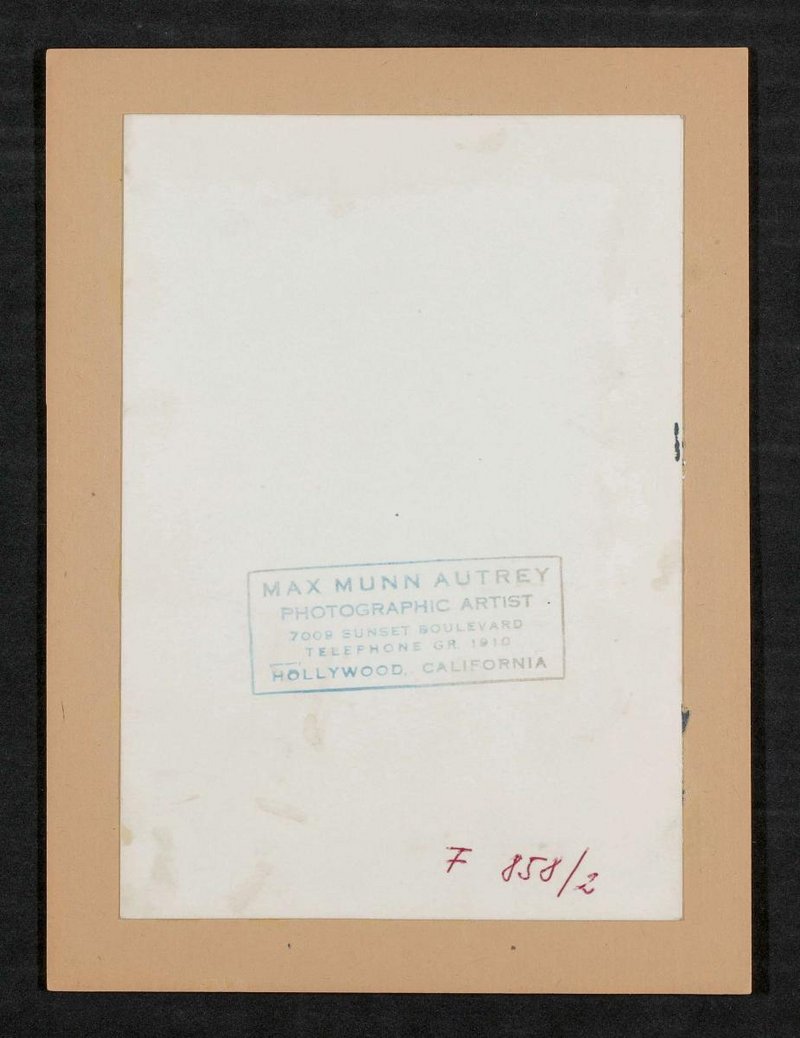 MAX MUNN AUTREY
PHOTOGRAPHIC ARTIST
7009 SUNSET BOULEVARD
TELEPHONE GR. 1910
HOLLYWOOD, CALIFORNIA
F 858/2